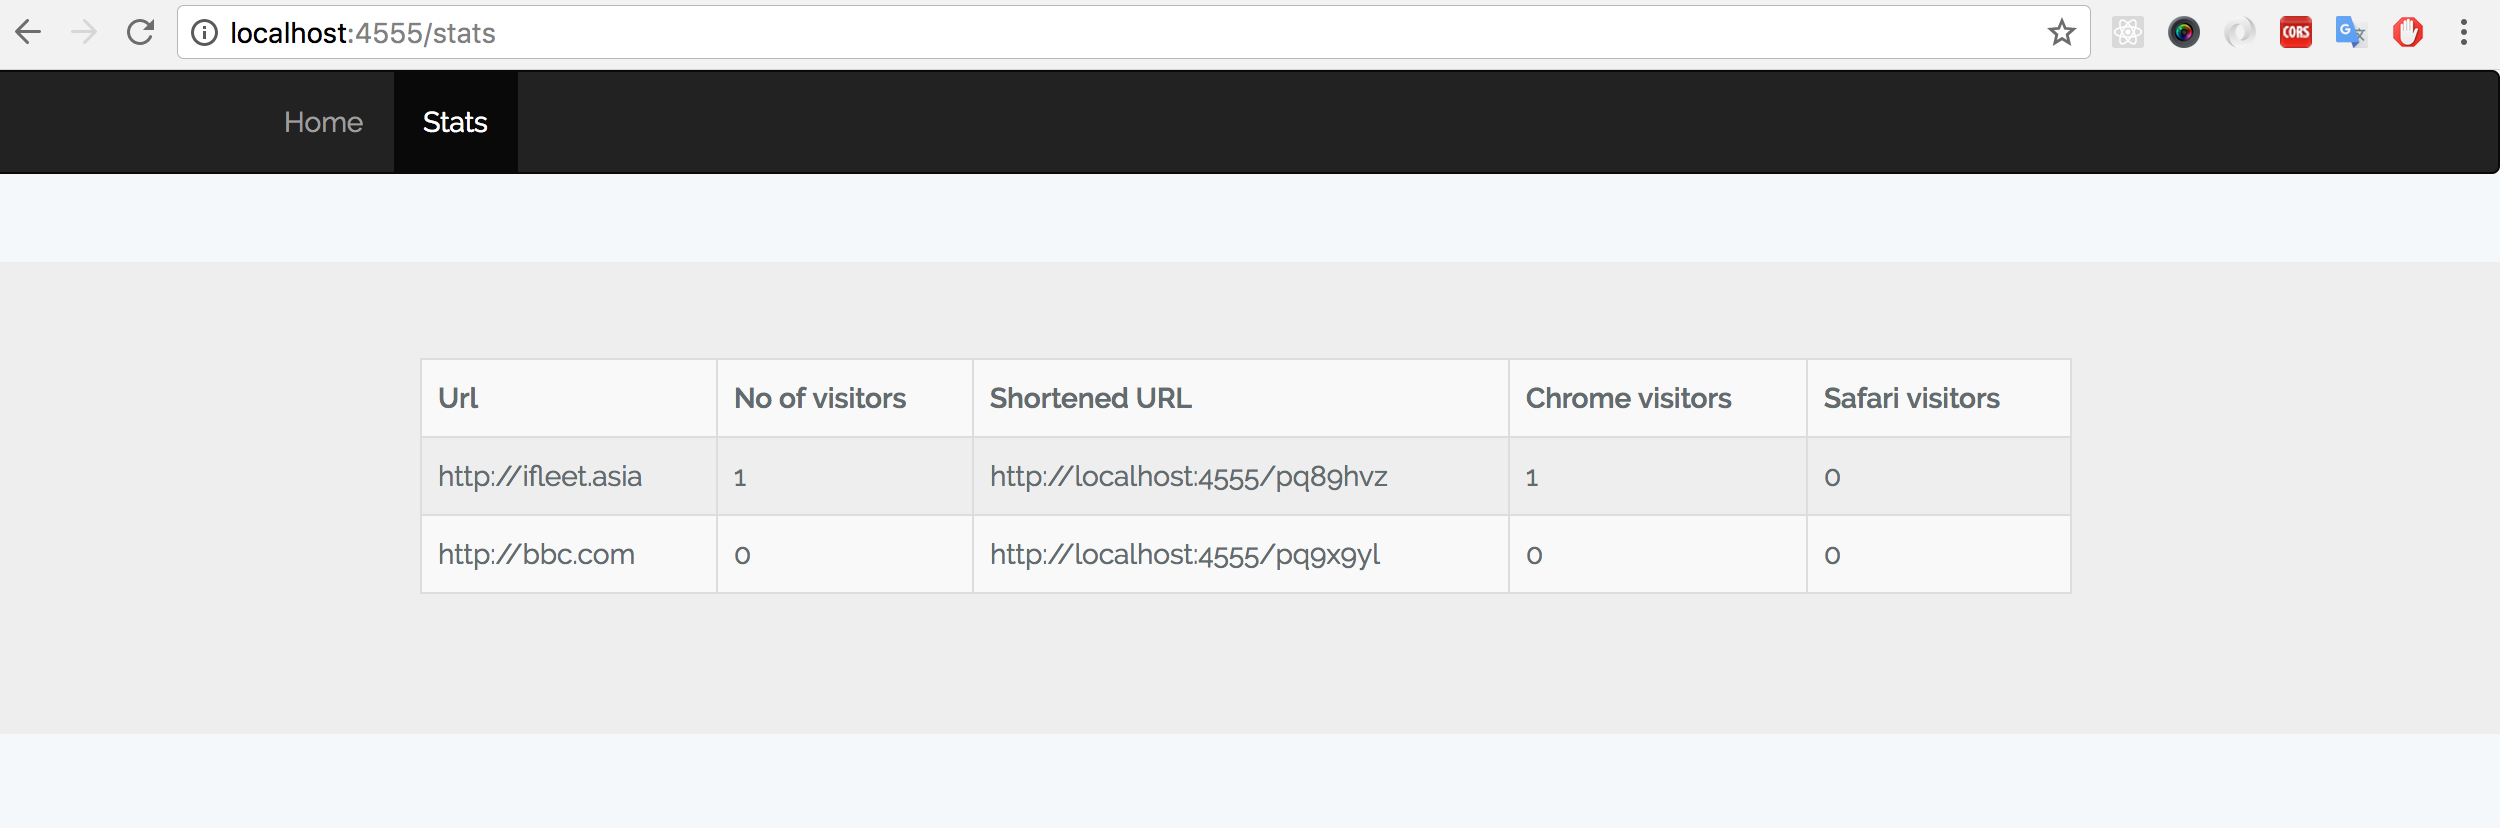 localhost:4555/stats
CORS
G
Home Stats
Url No of visitors Shortened URL Chrome visitors Safari visitors
http://ifleet.asia 1 http://localhost:4555/pq89hvz 1 0
http://bbc.com 0 http://localhost:4555/pq9x9yl 0 0